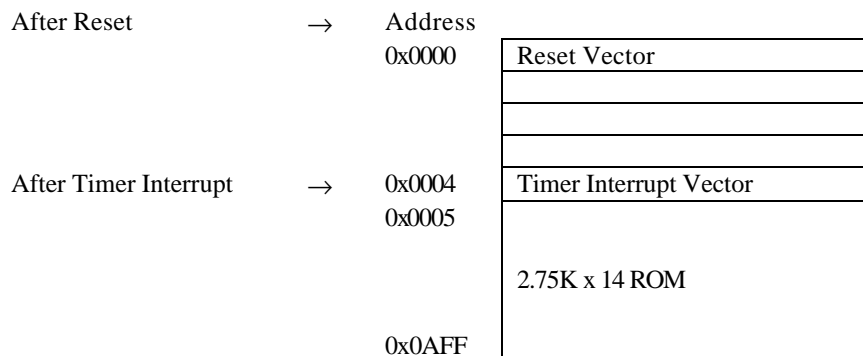 After Reset → Address
0x0000 Reset Vector
After Timer Interrupt → 0x0004 Timer Interrupt Vector
0x0005
2.75K x 14 ROM
0x0AFF